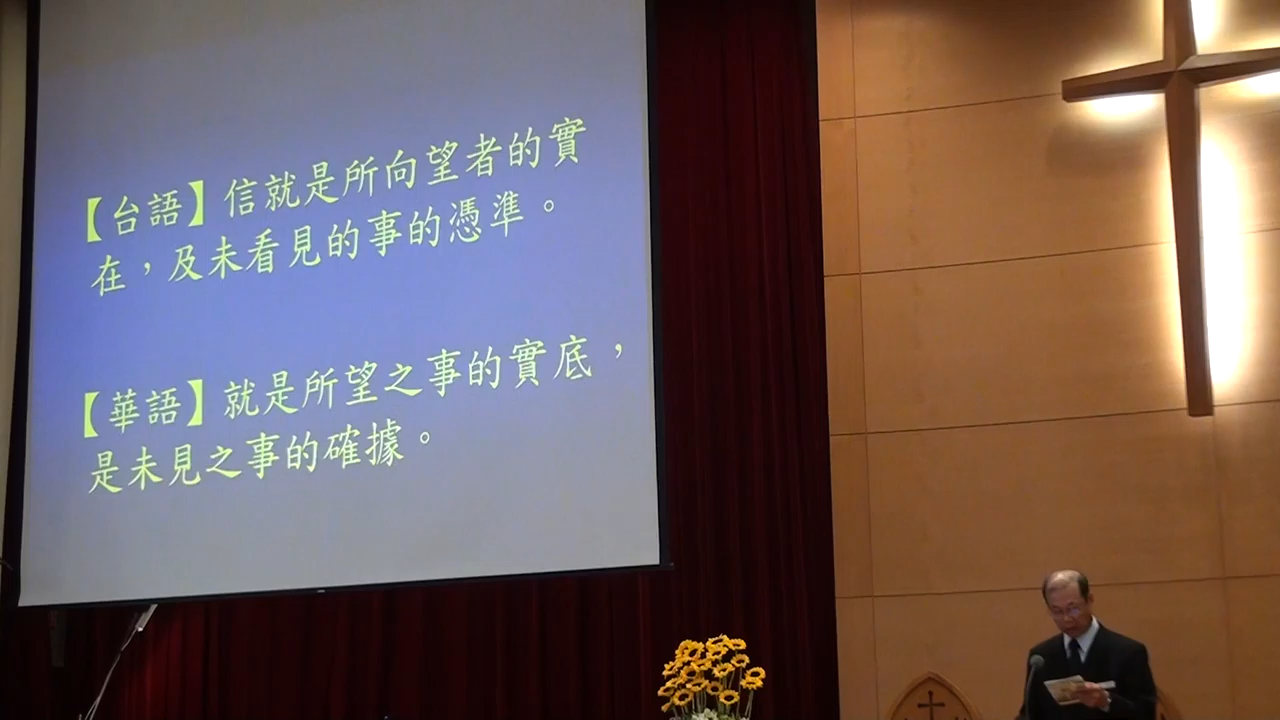 【台語】信就是所向望者的實
在，及未看見的事的憑準。
【華語】就是所望之事的實底，
是未見之事的確據。